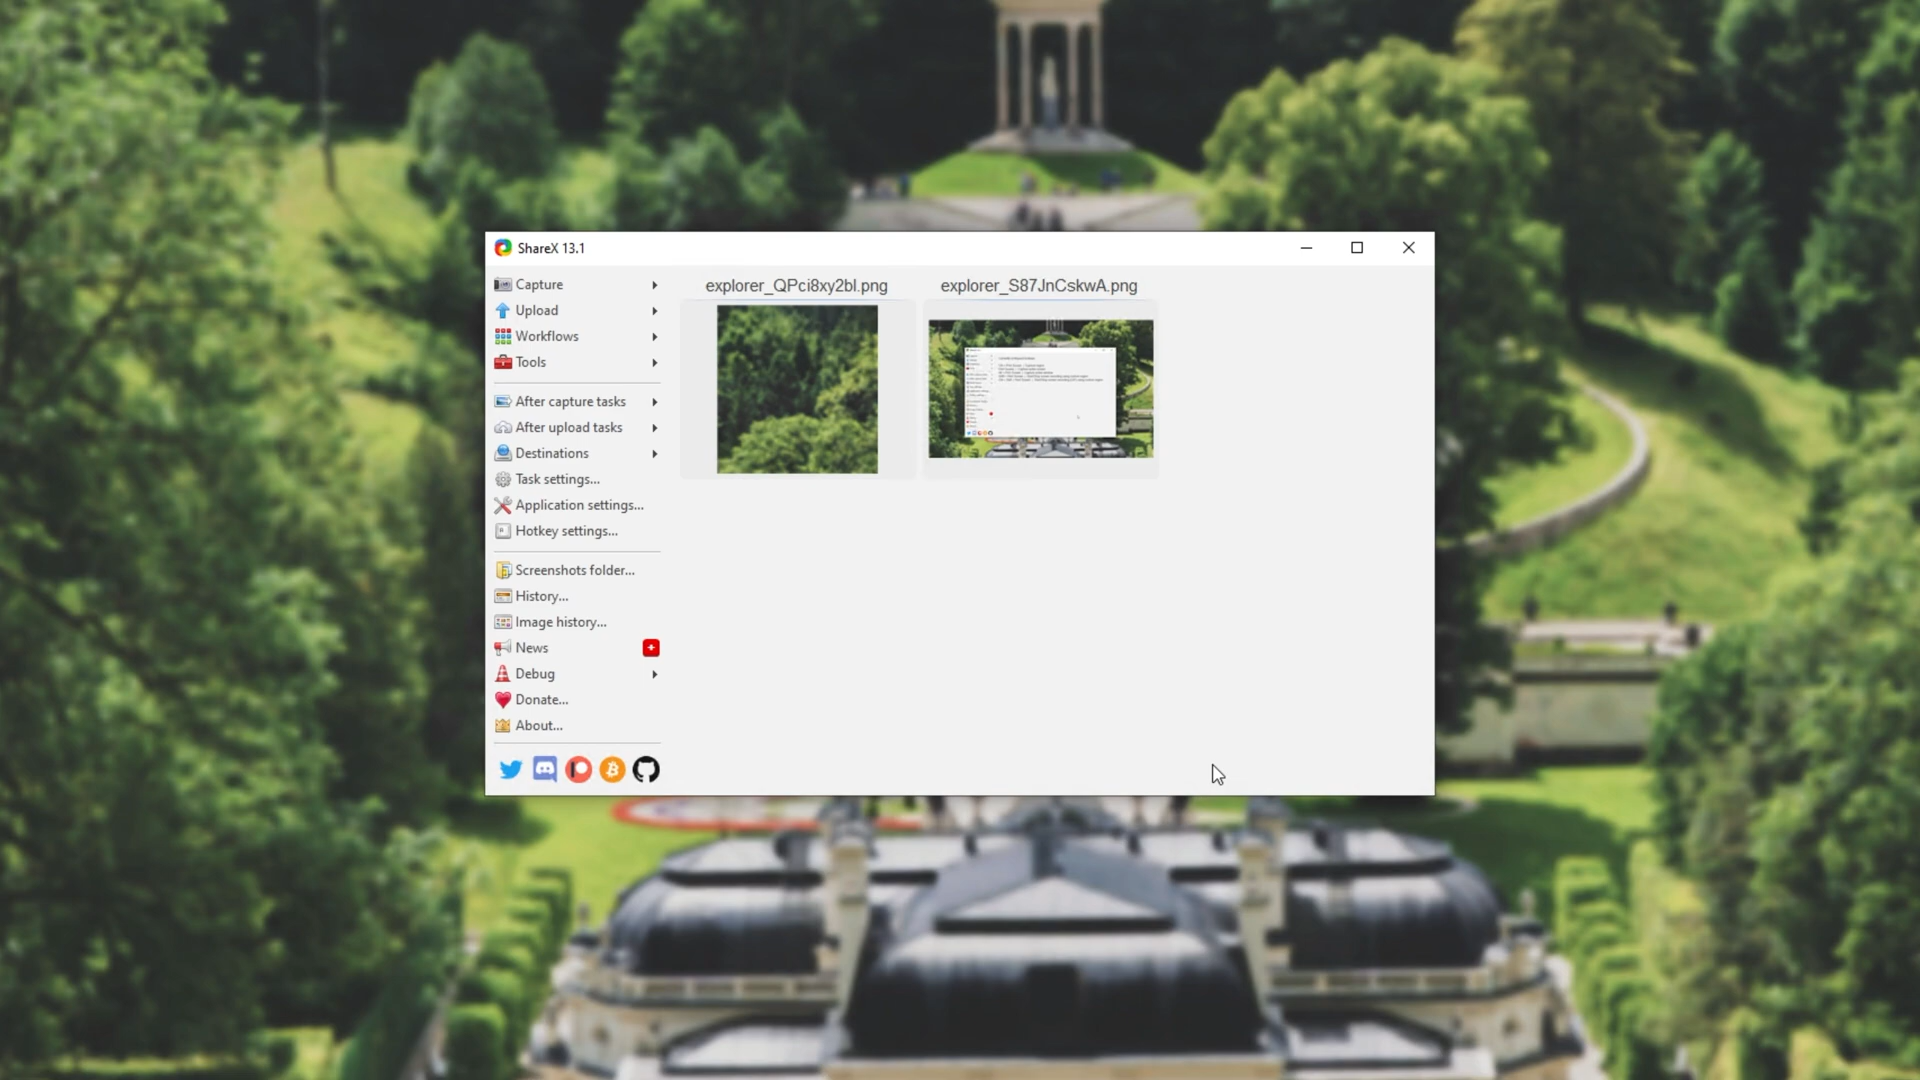 ShareX 13.1
Capture
Upload
Workflows
Tools
After capture tasks
After upload tasks
Destinations
Task settings...
Application settings...
Hotkey settings...
Screenshots folder...
History...
Image history...
News
Debug
Donate...
About...
explorer_QPci8xy2bl.png
explorer_S87JnCskwA.png